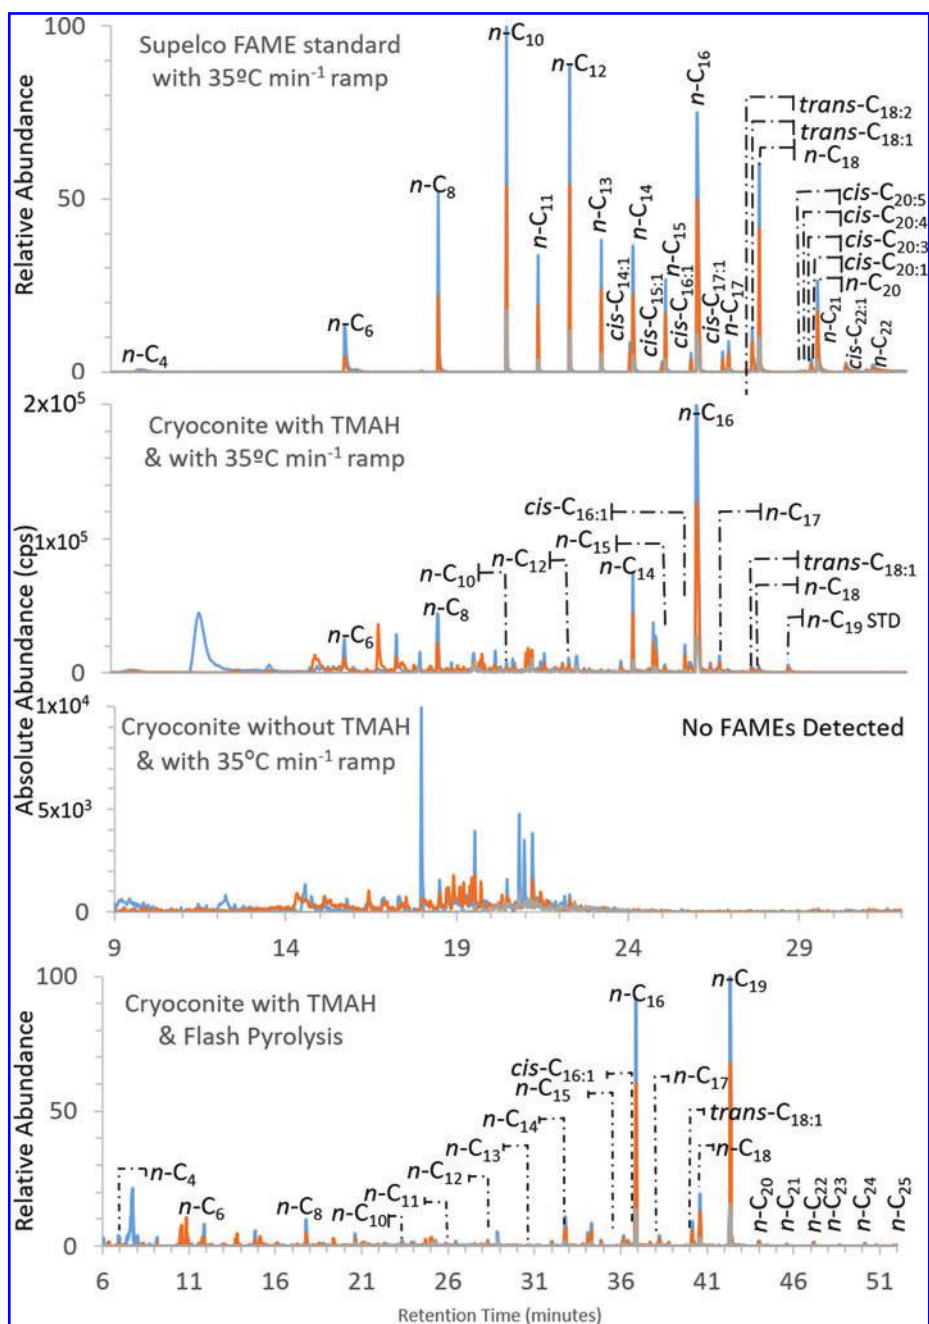 100
50
0
Relative Abundance
Supelco FAME standard
with 35ºC min⁻¹ ramp
n-C₄
n-C₆
n-C₈
n-C₁₀
n-C₁₁
n-C₁₂
n-C₁₃
cis-C₁₄:₁
n-C₁₄
cis-C₁₅:₁
n-C₁₅
cis-C₁₆:₁
n-C₁₆
cis-C₁₇:₁
n-C₁₇
trans-C₁₈:₂
trans-C₁₈:₁
n-C₁₈
cis-C₂₀:₅
cis-C₂₀:₄
cis-C₂₀:₃
cis-C₂₀:₁
n-C₂₀
n-C₂₁
cis-C₂₂:₁
n-C₂₂
2x10⁵
1x10⁵
0
Absolute Abundance (cps)
Cryoconite with TMAH
& with 35ºC min⁻¹ ramp
n-C₆
n-C₈
n-C₁₀
n-C₁₂
n-C₁₄
n-C₁₅
cis-C₁₆:₁
n-C₁₆
n-C₁₇
trans-C₁₈:₁
n-C₁₈
n-C₁₉ STD
1x10⁴
5x10³
0
Cryoconite without TMAH
& with 35°C min⁻¹ ramp
No FAMEs Detected
9 14 19 24 29
100
50
0
Relative Abundance
Cryoconite with TMAH
& Flash Pyrolysis
n-C₄
n-C₆
n-C₈
n-C₁₀
n-C₁₁
n-C₁₂
n-C₁₃
n-C₁₄
n-C₁₅
cis-C₁₆:₁
n-C₁₆
n-C₁₇
trans-C₁₈:₁
n-C₁₈
n-C₁₉
n-C₂₀
n-C₂₁
n-C₂₂
n-C₂₃
n-C₂₄
n-C₂₅
6 11 16 21 26 31 36 41 46 51
Retention Time (minutes)